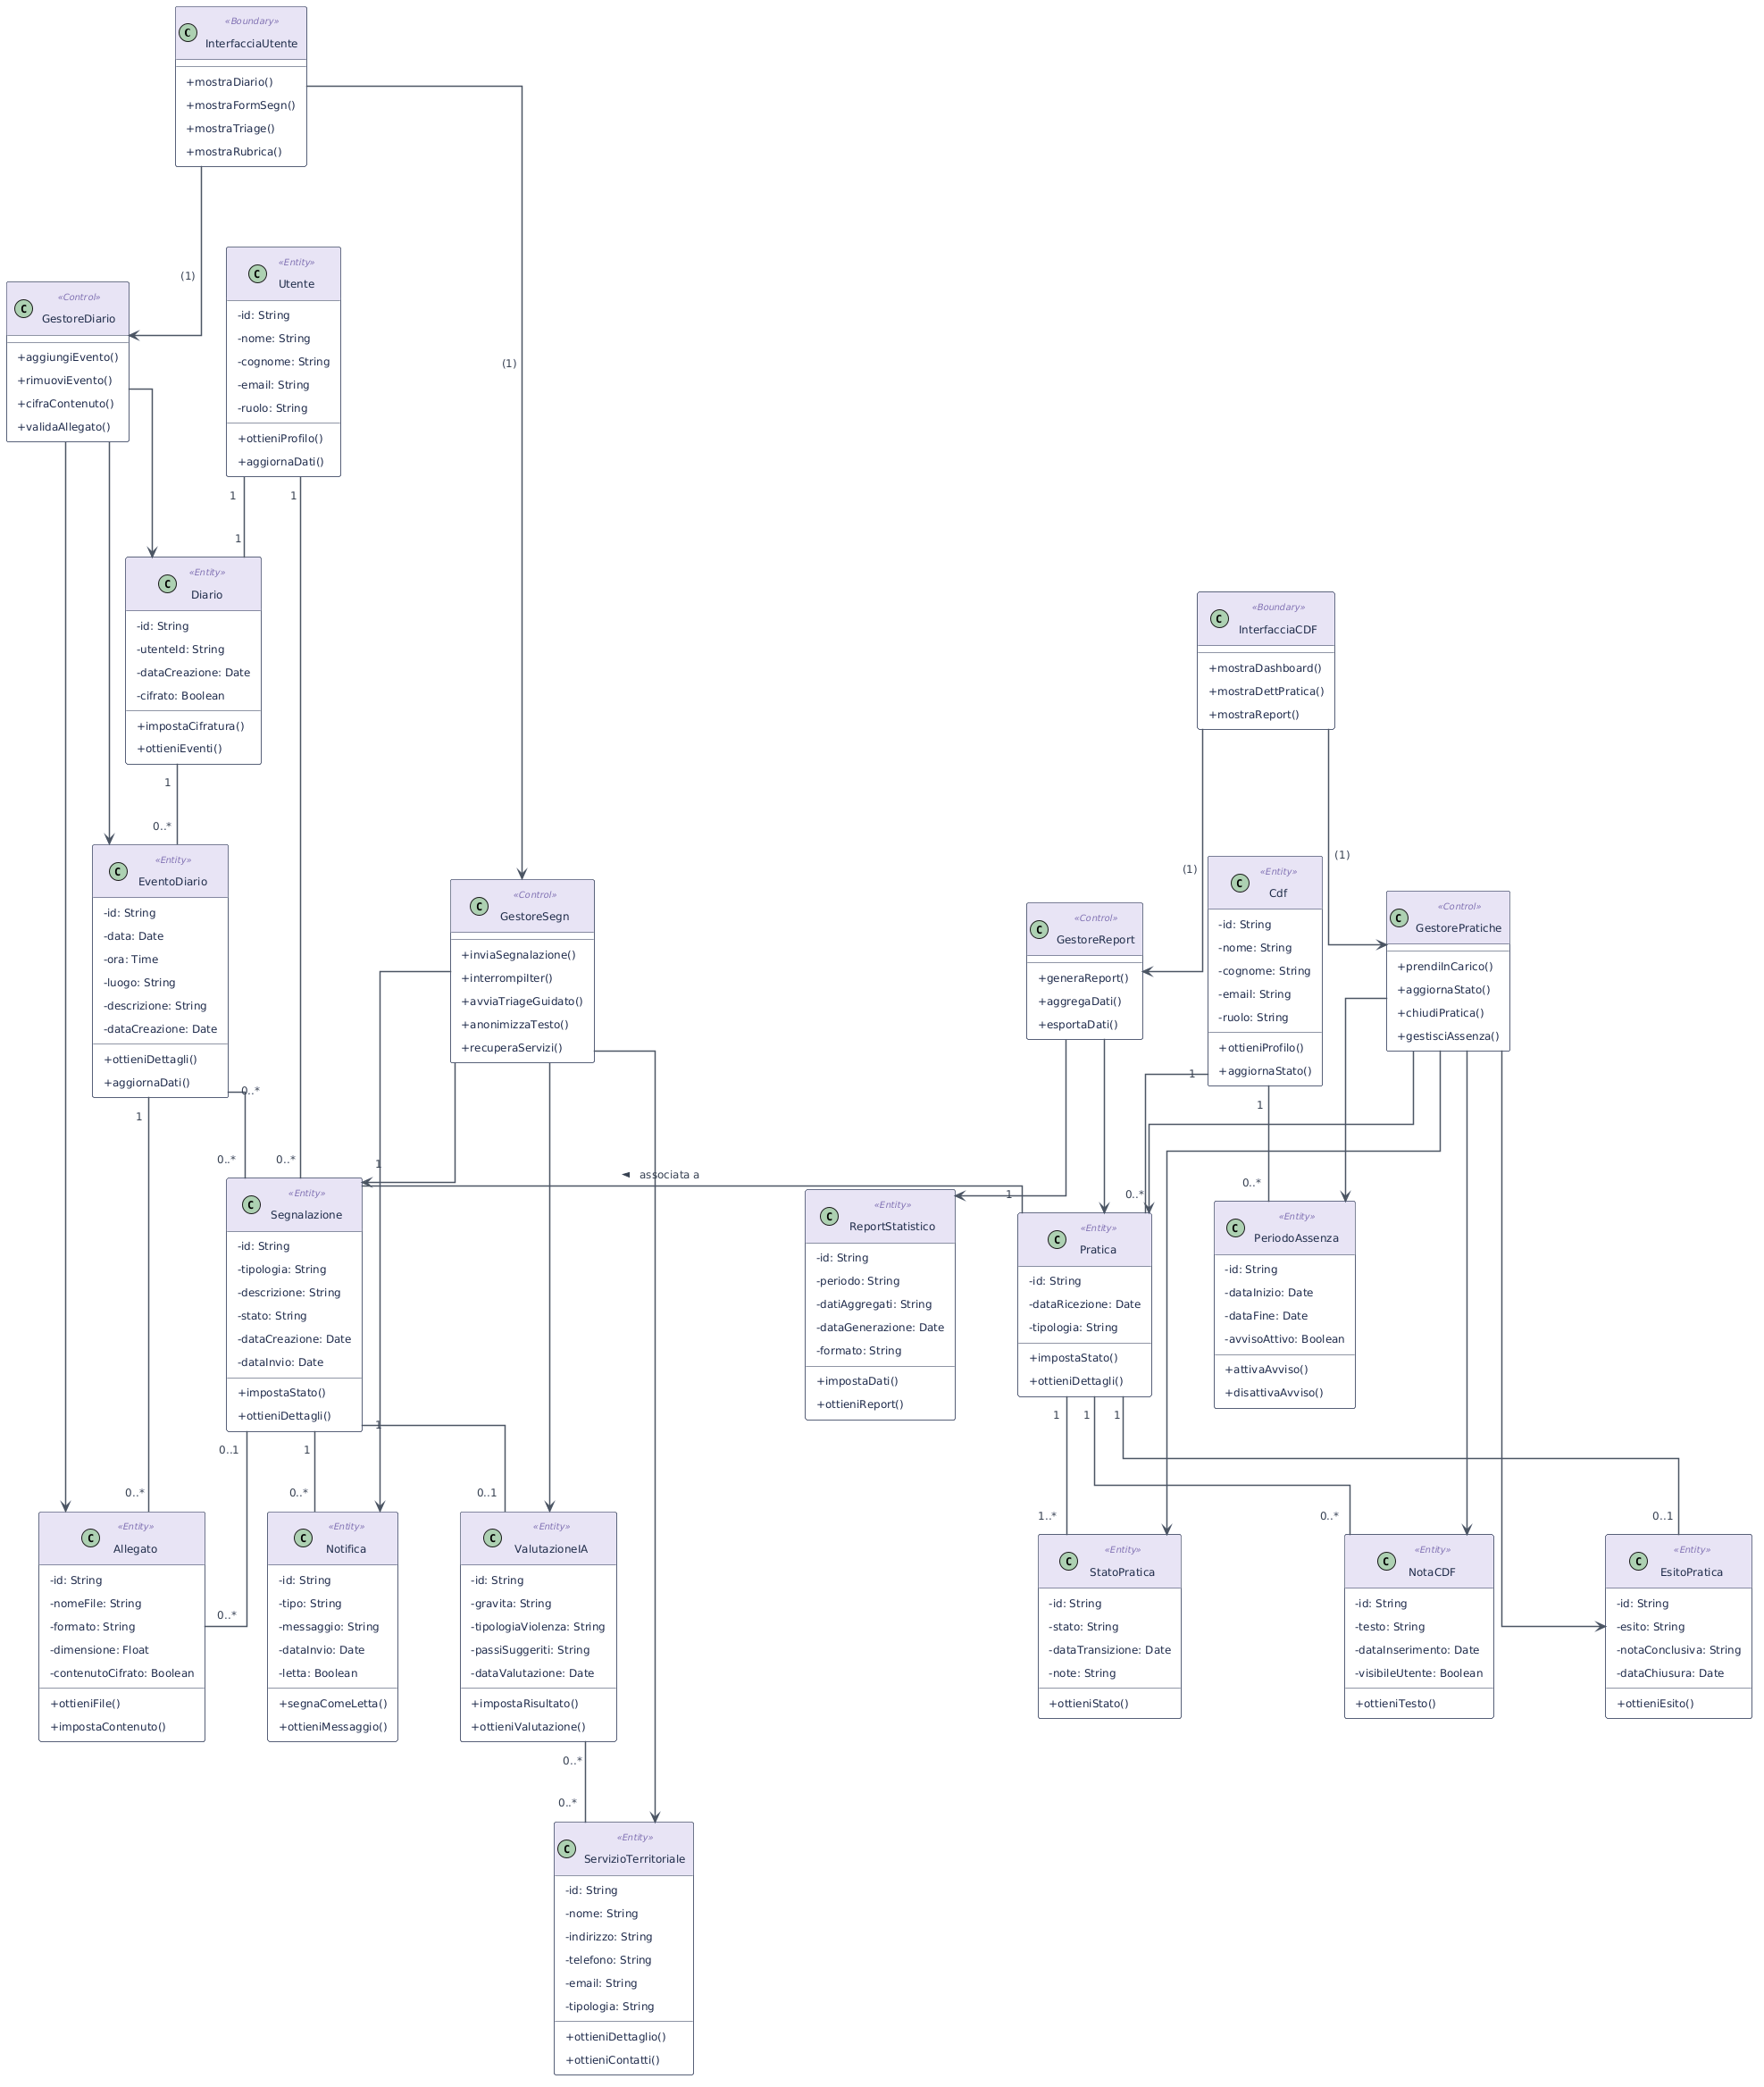 «Boundary»
C
InterfacciaUtente
+mostraDiario()
+mostraFormSegn()
+mostraTriage()
+mostraRubrica()
(1)
(1)
«Entity»
C
Utente
-id: String
-nome: String
-cognome: String
-email: String
-ruolo: String
+ottieniProfilo()
+aggiornaDati()
1
1
1
0..*
«Control»
C
GestoreDiario
+aggiungiEvento()
+rimuoviEvento()
+cifraContenuto()
+validaAllegato()
«Entity»
C
Diario
-id: String
-utenteId: String
-dataCreazione: Date
-cifrato: Boolean
+impostaCifratura()
+ottieniEventi()
1
0..*
«Boundary»
C
InterfacciaCDF
+mostraDashboard()
+mostraDettPratica()
+mostraReport()
(1)
(1)
«Entity»
C
EventoDiario
-id: String
-data: Date
-ora: Time
-luogo: String
-descrizione: String
-dataCreazione: Date
+ottieniDettagli()
+aggiornaDati()
0..*
0..*
1
0..*
«Control»
C
GestoreSegn
+inviaSegnalazione()
+interrompiIter()
+avviaTriageGuidato()
+anonimizzaTesto()
+recuperaServizi()
«Control»
C
GestoreReport
+generaReport()
+aggregaDati()
+esportaDati()
«Entity»
C
Cdf
-id: String
-nome: String
-cognome: String
-email: String
-ruolo: String
+ottieniProfilo()
+aggiornaStato()
1
0..*
1
0..*
«Control»
C
GestorePratiche
+prendiInCarico()
+aggiornaStato()
+chiudiPratica()
+gestisciAssenza()
1
◄ associata a
1
«Entity»
C
Segnalazione
-id: String
-tipologia: String
-descrizione: String
-stato: String
-dataCreazione: Date
-dataInvio: Date
+impostaStato()
+ottieniDettagli()
0..1
0..*
1
0..*
1
0..1
«Entity»
C
ReportStatistico
-id: String
-periodo: String
-datiAggregati: String
-dataGenerazione: Date
-formato: String
+impostaDati()
+ottieniReport()
«Entity»
C
Pratica
-id: String
-dataRicezione: Date
-tipologia: String
+impostaStato()
+ottieniDettagli()
1
1
1
1..*
0..*
0..1
«Entity»
C
PeriodoAssenza
-id: String
-dataInizio: Date
-dataFine: Date
-avvisoAttivo: Boolean
+attivaAvviso()
+disattivaAvviso()
«Entity»
C
Allegato
-id: String
-nomeFile: String
-formato: String
-dimensione: Float
-contenutoCifrato: Boolean
+ottieniFile()
+impostaContenuto()
«Entity»
C
Notifica
-id: String
-tipo: String
-messaggio: String
-dataInvio: Date
-letta: Boolean
+segnaComeLetta()
+ottieniMessaggio()
«Entity»
C
ValutazioneIA
-id: String
-gravita: String
-tipologiaViolenza: String
-passiSuggeriti: String
-dataValutazione: Date
+impostaRisultato()
+ottieniValutazione()
0..*
0..*
«Entity»
C
StatoPratica
-id: String
-stato: String
-dataTransizione: Date
-note: String
+ottieniStato()
«Entity»
C
NotaCDF
-id: String
-testo: String
-dataInserimento: Date
-visibileUtente: Boolean
+ottieniTesto()
«Entity»
C
EsitoPratica
-id: String
-esito: String
-notaConclusiva: String
-dataChiusura: Date
+ottieniEsito()
«Entity»
C
ServizioTerritoriale
-id: String
-nome: String
-indirizzo: String
-telefono: String
-email: String
-tipologia: String
+ottieniDettaglio()
+ottieniContatti()